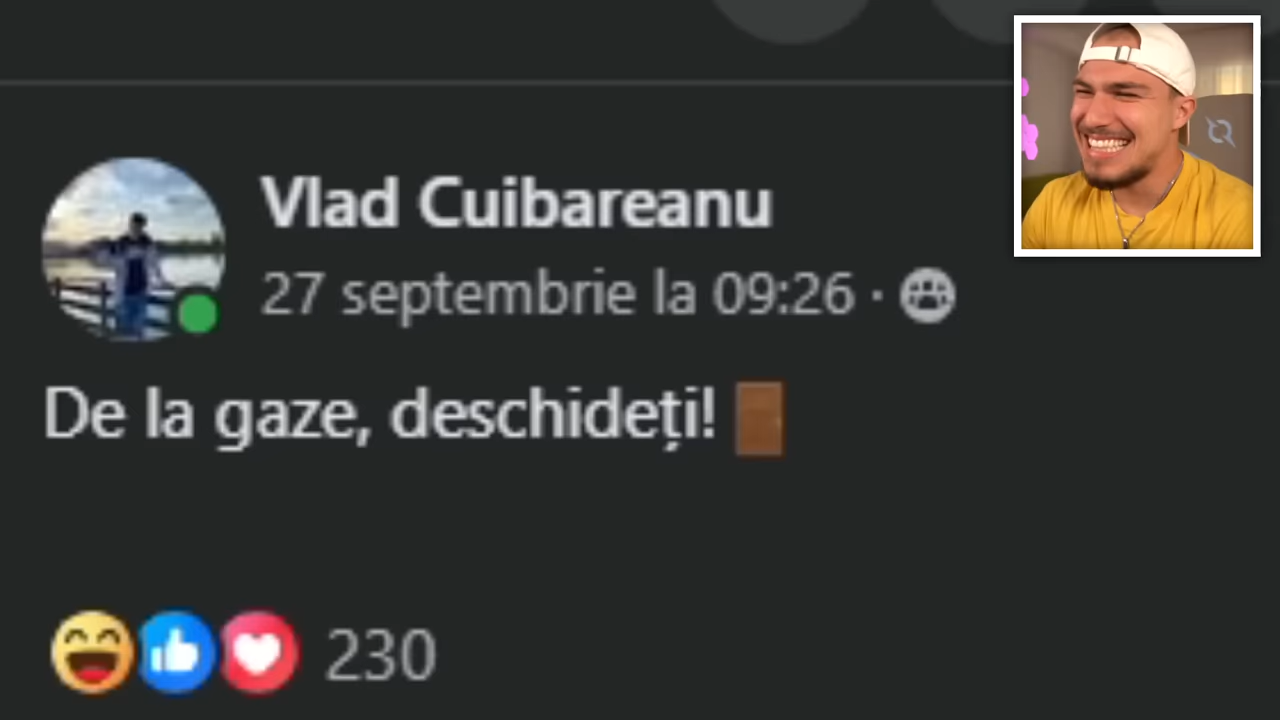 Vlad Cuibareanu
27 septembrie la 09:26 ·
De la gaze, deschideți! 🚪
230